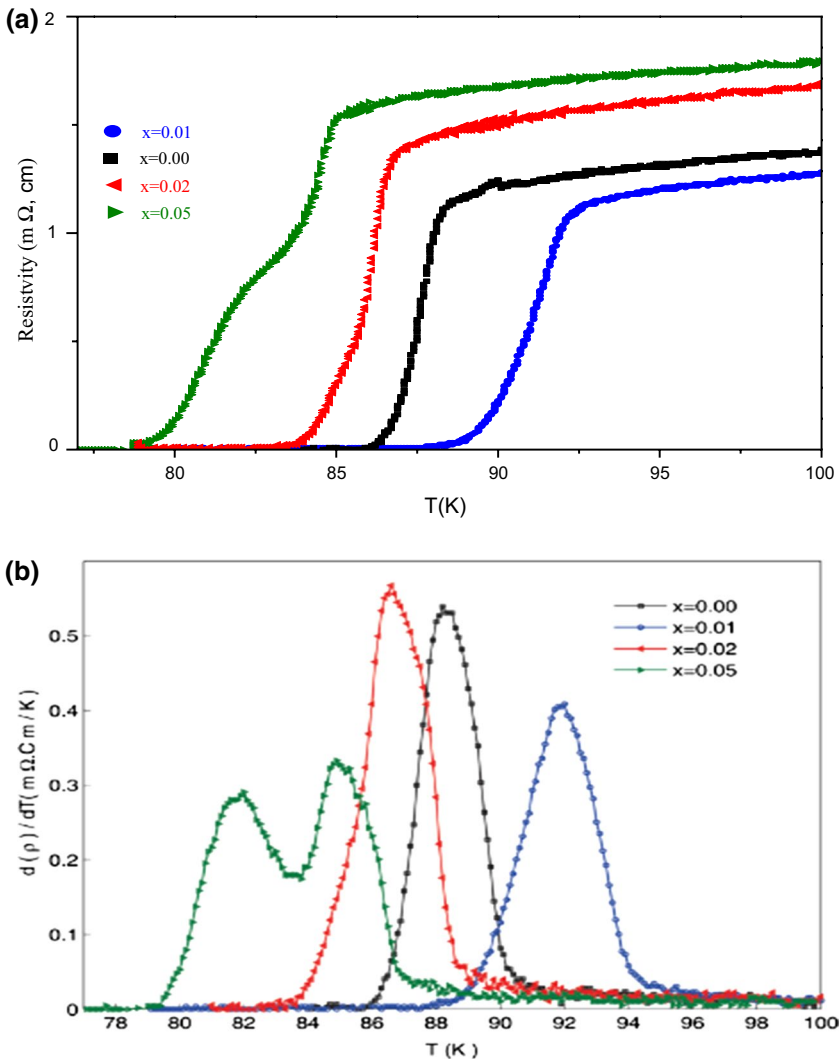 (a)
2
1
0
Resistvity (m Ω, cm)
x=0.01
x=0.00
x=0.02
x=0.05
80
85
90
95
100
T(K)
(b)
0.5
0.4
0.3
0.2
0.1
0
d(ρ)/dT(mΩ.Cm/K)
x=0.00
x=0.01
x=0.02
x=0.05
78
80
82
84
86
88
90
92
94
96
98
100
T (K)